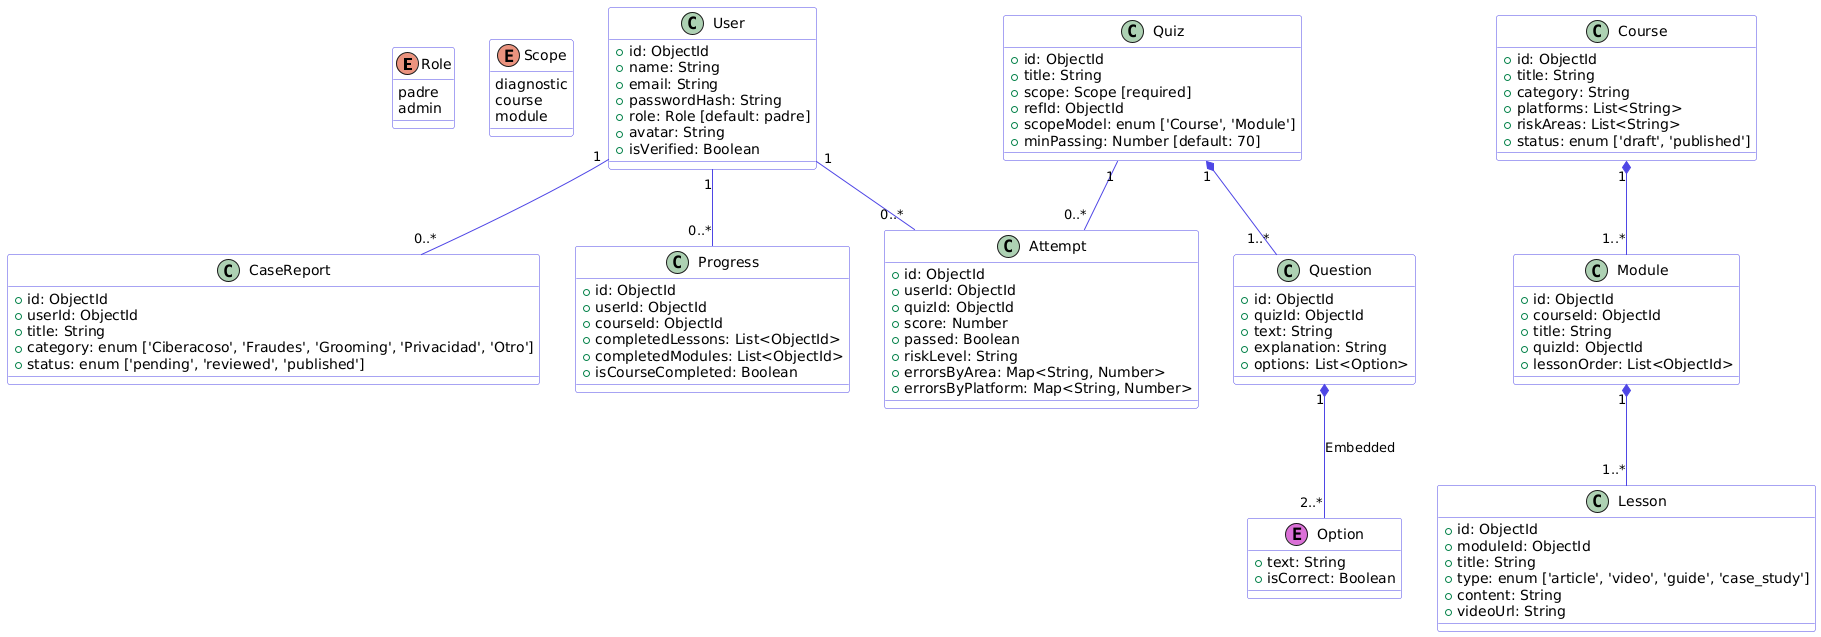 E Role
padre
admin
E Scope
diagnostic
course
module
C User
id: ObjectId
name: String
email: String
passwordHash: String
role: Role [default: padre]
avatar: String
isVerified: Boolean
C Quiz
id: ObjectId
title: String
scope: Scope [required]
refId: ObjectId
scopeModel: enum ['Course', 'Module']
minPassing: Number [default: 70]
C Course
id: ObjectId
title: String
category: String
platforms: List<String>
riskAreas: List<String>
status: enum ['draft', 'published']
1
1
1
1
1
1
0..*
0..*
0..*
0..*
1..*
1..*
C CaseReport
id: ObjectId
userId: ObjectId
title: String
category: enum ['Ciberacoso', 'Fraudes', 'Grooming', 'Privacidad', 'Otro']
status: enum ['pending', 'reviewed', 'published']
C Progress
id: ObjectId
userId: ObjectId
courseId: ObjectId
completedLessons: List<ObjectId>
completedModules: List<ObjectId>
isCourseCompleted: Boolean
C Attempt
id: ObjectId
userId: ObjectId
quizId: ObjectId
score: Number
passed: Boolean
riskLevel: String
errorsByArea: Map<String, Number>
errorsByPlatform: Map<String, Number>
C Question
id: ObjectId
quizId: ObjectId
text: String
explanation: String
options: List<Option>
C Module
id: ObjectId
courseId: ObjectId
title: String
quizId: ObjectId
lessonOrder: List<ObjectId>
1
Embedded
2..*
1
1..*
E Option
text: String
isCorrect: Boolean
C Lesson
id: ObjectId
moduleId: ObjectId
title: String
type: enum ['article', 'video', 'guide', 'case_study']
content: String
videoUrl: String